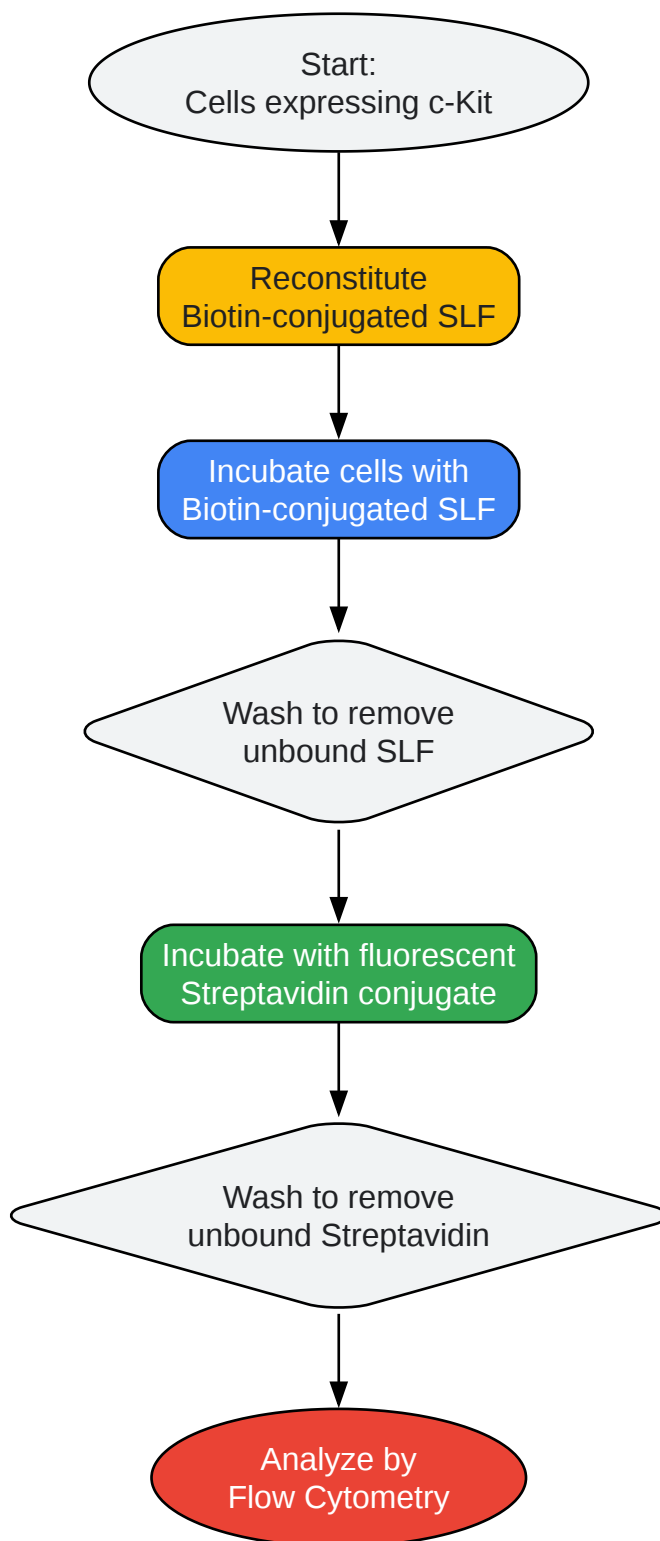 Start:
Cells expressing c-Kit
Reconstitute
Biotin-conjugated SLF
Incubate cells with
Biotin-conjugated SLF
Wash to remove
unbound SLF
Incubate with fluorescent
Streptavidin conjugate
Wash to remove
unbound Streptavidin
Analyze by
Flow Cytometry